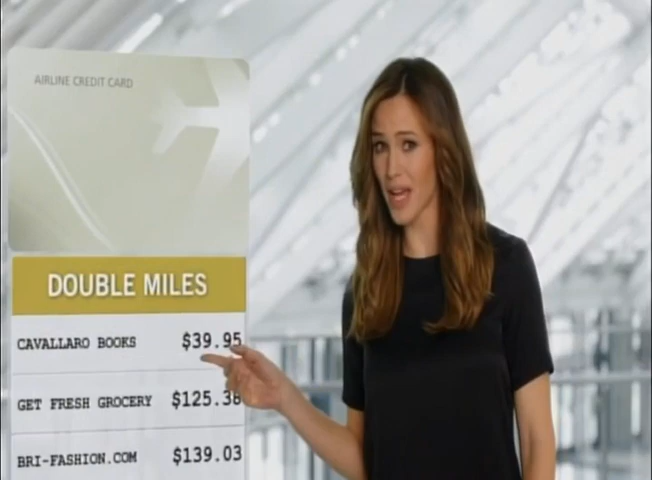 AIRLINE CREDIT CARD
DOUBLE MILES
CAVALLARO BOOKS $39.95
GET FRESH GROCERY $125.38
BRI-FASHION.COM $139.03